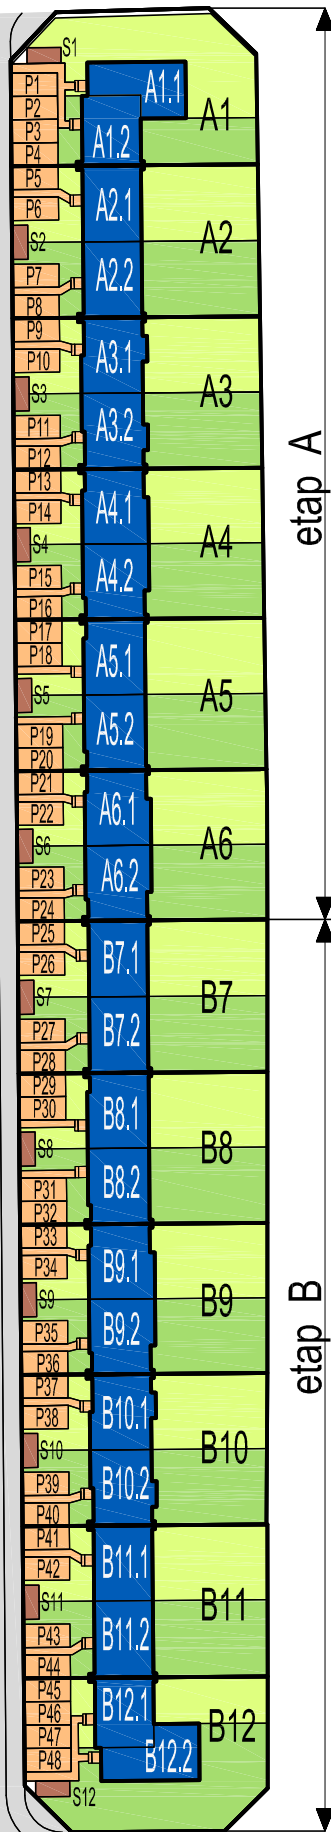 S1
P1
P2
P3
P4
A1.1
A1.2
A1
P5
P6
A2.1
S2
A2
P7
P8
A2.2
P9
P10
A3.1
S3
A3
P11
P12
A3.2
etap A
P13
P14
A4.1
S4
A4
P15
P16
A4.2
P17
P18
A5.1
S5
A5
P19
P20
A5.2
P21
P22
A6.1
S6
A6
P23
P24
A6.2
P25
P26
B7.1
S7
B7
P27
P28
B7.2
P29
P30
B8.1
S8
B8
P31
P32
B8.2
P33
P34
B9.1
S9
B9
P35
P36
B9.2
etap B
P37
P38
B10.1
S10
B10
P39
P40
B10.2
P41
P42
B11.1
S11
B11
P43
P44
B11.2
P45
P46
P47
P48
B12.1
B12
B12.2
S12